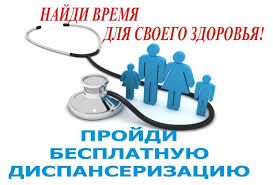 НАЙДИ ВРЕМЯ
ДЛЯ СВОЕГО ЗДОРОВЬЯ!
ПРОЙДИ
БЕСПЛАТНУЮ
ДИСПАНСЕРИЗАЦИЮ